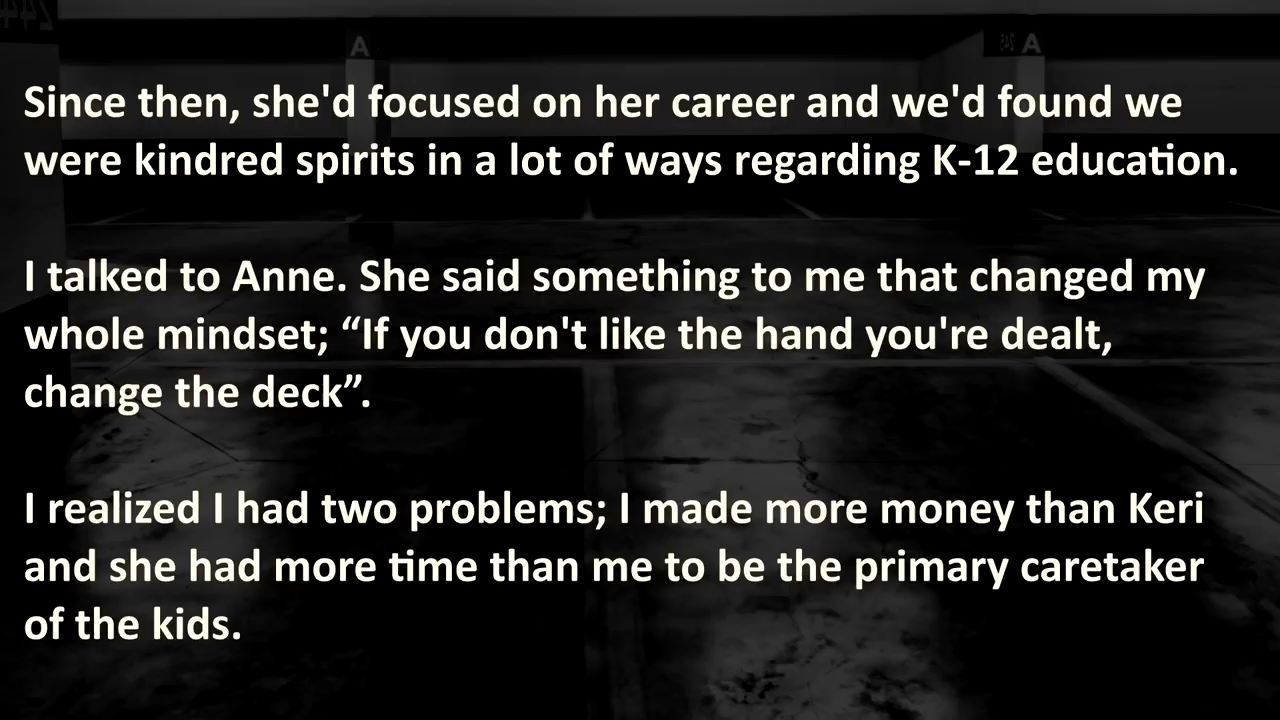 A
A
Since then, she'd focused on her career and we'd found we
were kindred spirits in a lot of ways regarding K-12 education.
I talked to Anne. She said something to me that changed my
whole mindset; “If you don't like the hand you're dealt,
change the deck”.
I realized I had two problems; I made more money than Keri
and she had more time than me to be the primary caretaker
of the kids.